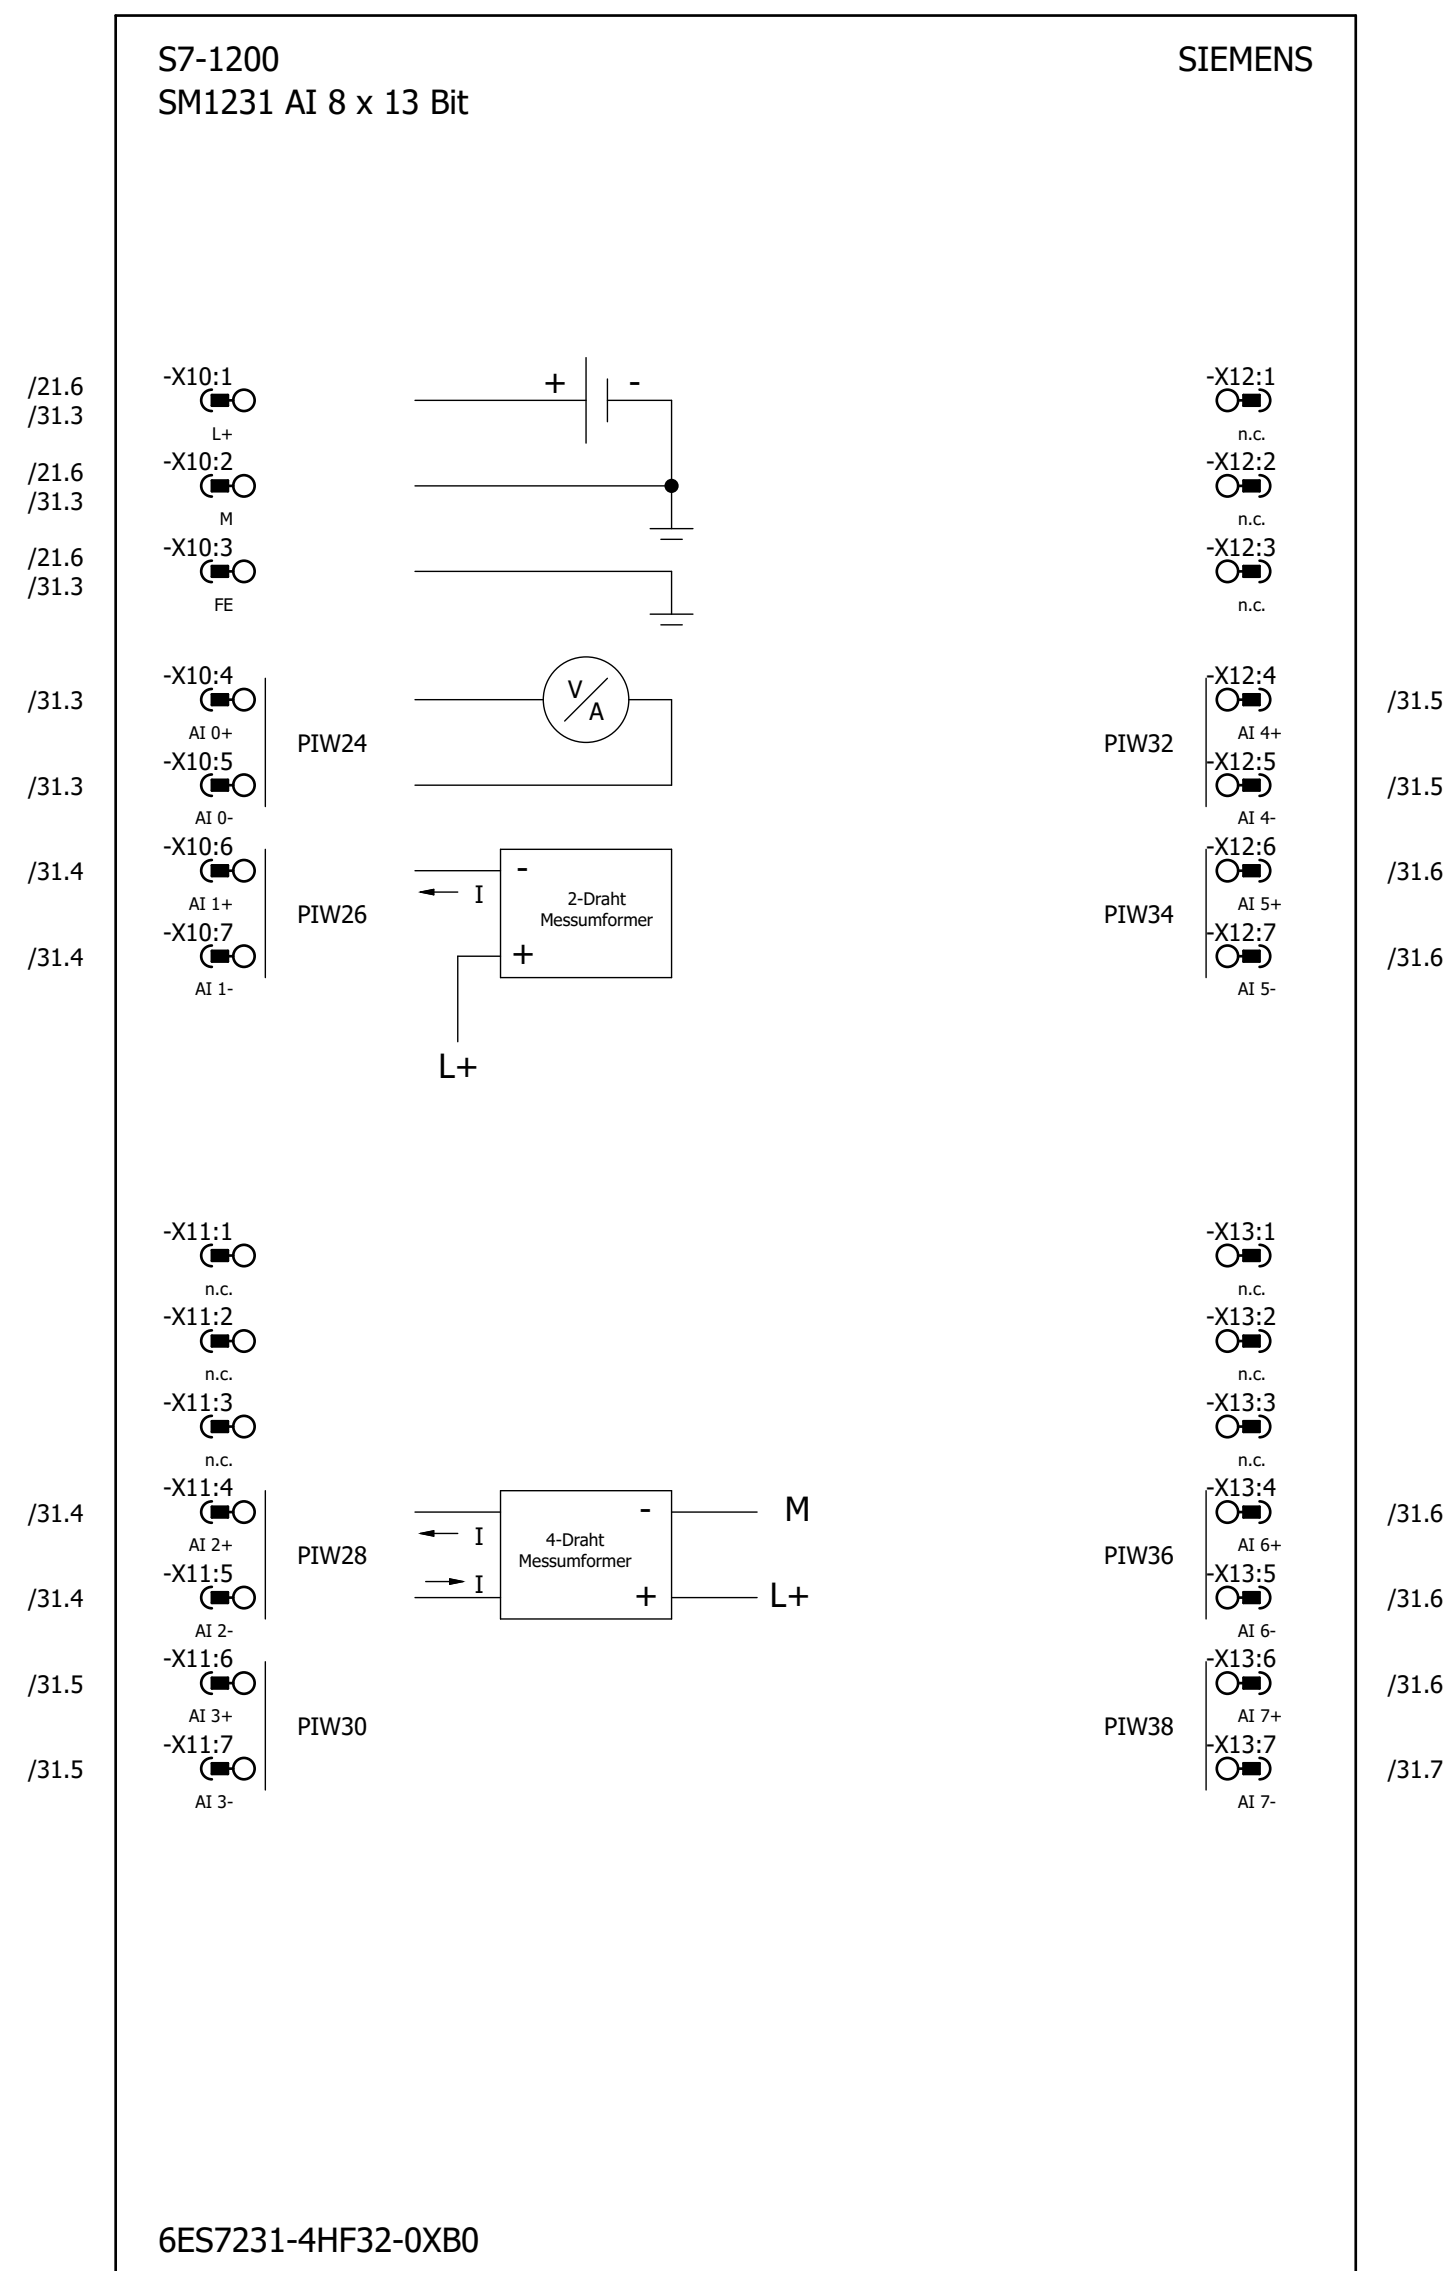 S7-1200
SIEMENS
SM1231 AI 8 x 13 Bit
/21.6
/31.3
-X10:1
L+
+ -
-X12:1
n.c.
/21.6
/31.3
-X10:2
M
-X12:2
n.c.
/21.6
/31.3
-X10:3
FE
-X12:3
n.c.
/31.3
-X10:4
AI 0+
PIW24
V/A
/31.3
-X10:5
AI 0-
PIW32
-X12:4
AI 4+
/31.5
-X12:5
AI 4-
/31.5
/31.4
-X10:6
AI 1+
PIW26
/31.4
-X10:7
AI 1-
-
I
2-Draht
Messumformer
+
L+
PIW34
-X12:6
AI 5+
/31.6
-X12:7
AI 5-
/31.6
-X11:1
n.c.
-X11:2
n.c.
-X11:3
n.c.
-X13:1
n.c.
-X13:2
n.c.
-X13:3
n.c.
/31.4
-X11:4
AI 2+
PIW28
/31.4
-X11:5
AI 2-
- M
I
4-Draht
Messumformer
I
+ L+
PIW36
-X13:4
AI 6+
/31.6
-X13:5
AI 6-
/31.6
/31.5
-X11:6
AI 3+
PIW30
/31.5
-X11:7
AI 3-
PIW38
-X13:6
AI 7+
/31.6
-X13:7
AI 7-
/31.7
6ES7231-4HF32-0XB0